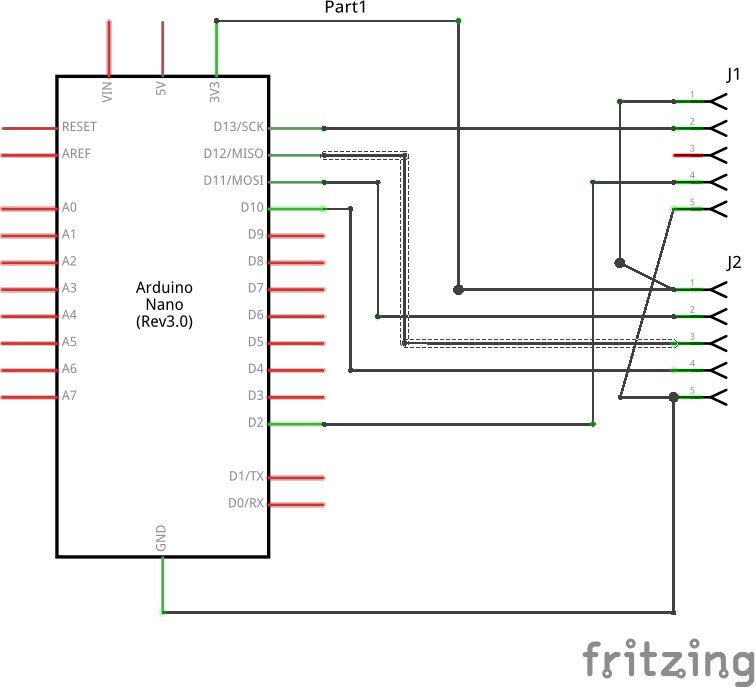 Part1
VIN
5V
3V3
J1
1
2
3
4
5
RESET
D13/SCK
AREF
D12/MISO
D11/MOSI
A0
D10
A1
D9
A2
D8
A3
D7
A4
D6
A5
D5
A6
D4
A7
D3
D2
D1/TX
D0/RX
Arduino
Nano
(Rev3.0)
J2
1
2
3
4
5
GND
fritzing